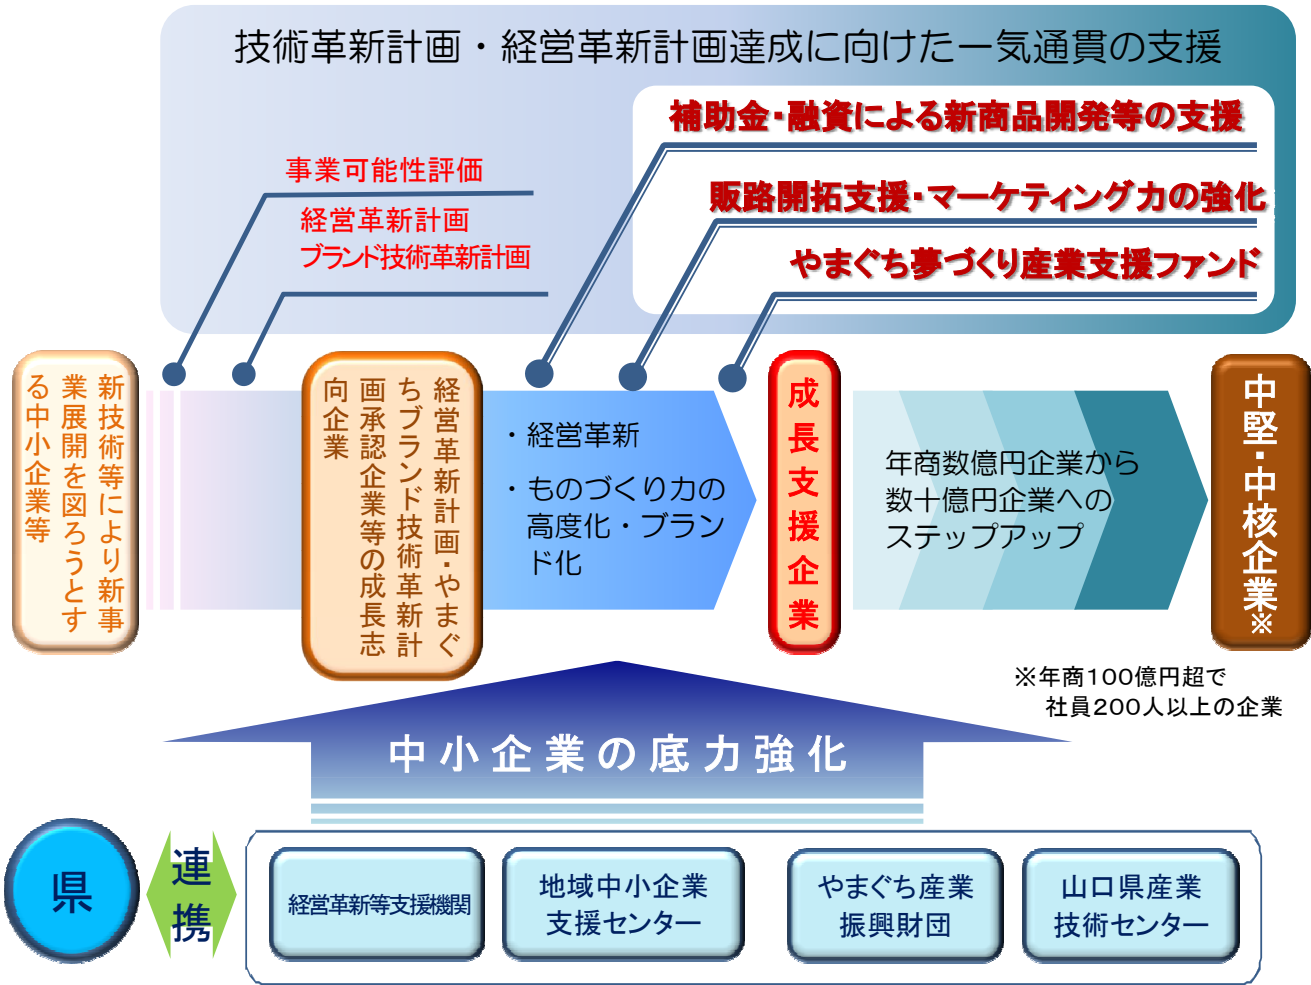 技術革新計画・経営革新計画達成に向けた一気通貫の支援
補助金・融資による新商品開発等の支援
事業可能性評価
販路開拓支援・マーケティング力の強化
経営革新計画
ブランド技術革新計画
やまぐち夢づくり産業支援ファンド
新技術等により新事
業展開を図ろうとす
る中小企業等
経営革新計画・やまぐ
ちブランド技術革新計
画承認企業等の成長志
向企業
・経営革新
・ものづくり力の
高度化・ブラン
ド化
成長支援企業
年商数億円企業から
数十億円企業への
ステップアップ
中堅・中核企業※
※年商100億円超で
社員200人以上の企業
中小企業の底力強化
県
連
携
経営革新等支援機関
地域中小企業
支援センター
やまぐち産業
振興財団
山口県産業
技術センター